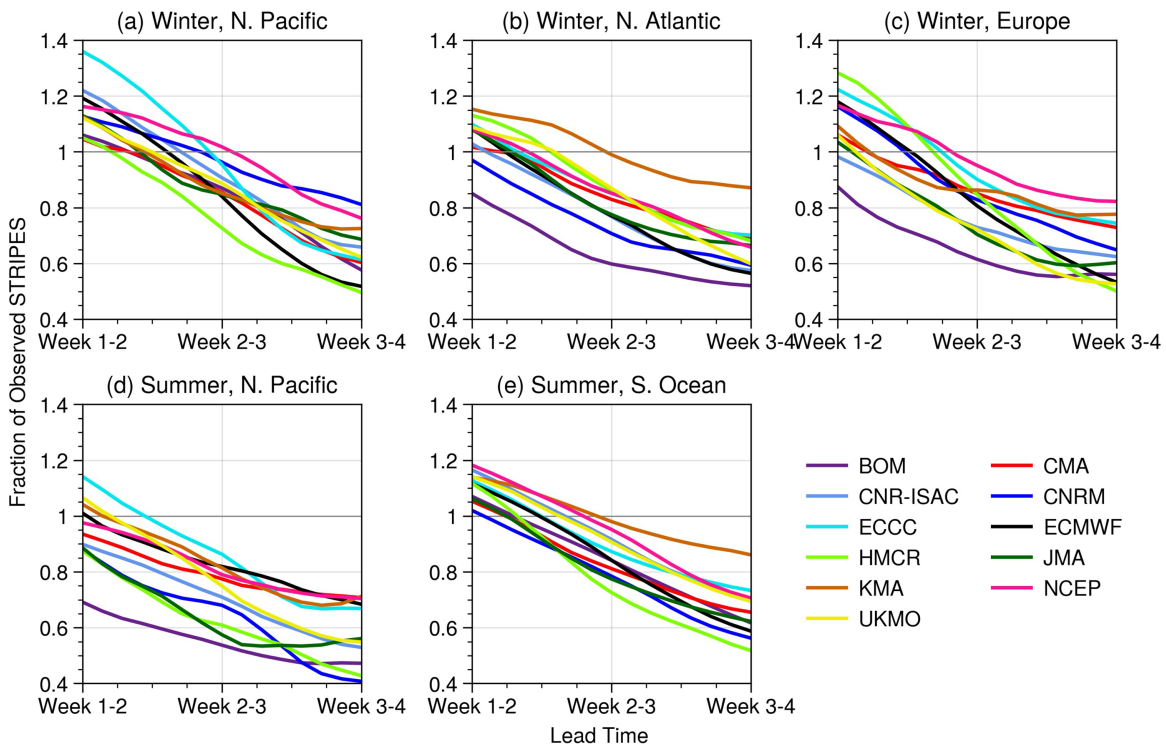 (a) Winter, N. Pacific
(b) Winter, N. Atlantic
(c) Winter, Europe
1.4
1.2
1
0.8
0.6
0.4
Week 1-2 Week 2-3 Week 3-4
1.4
1.2
1
0.8
0.6
0.4
Week 1-2 Week 2-3 Week 3-4
1.4
1.2
1
0.8
0.6
0.4
Week 1-2 Week 2-3 Week 3-4
Fraction of Observed STRIPES
(d) Summer, N. Pacific
(e) Summer, S. Ocean
1.4
1.2
1
0.8
0.6
0.4
Week 1-2 Week 2-3 Week 3-4
1.4
1.2
1
0.8
0.6
0.4
Week 1-2 Week 2-3 Week 3-4
Lead Time
BOM
CNR-ISAC
ECCC
HMCR
KMA
UKMO
CMA
CNRM
ECMWF
JMA
NCEP